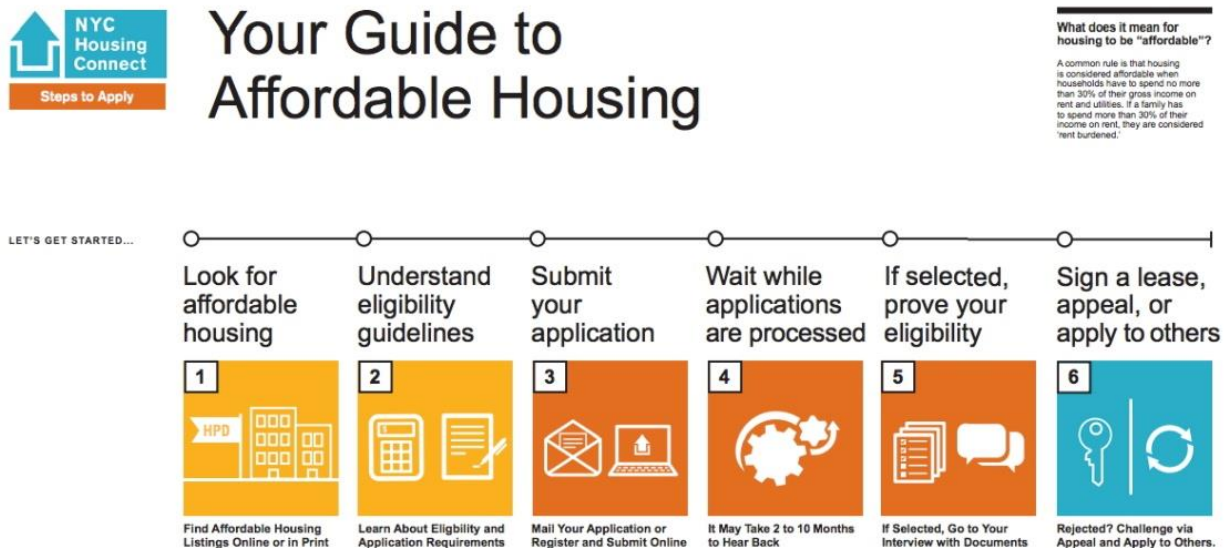 NYC
Housing
Connect
Steps to Apply
Your Guide to
Affordable Housing
What does it mean for
housing to be "affordable"?
A common rule is that housing
is considered affordable when
households have to spend no more
than 30% of their gross income on
rent and utilities. If a family has
to spend more than 30% of their
income on rent, they are considered
'rent burdened.'
LET'S GET STARTED...
Look for
affordable
housing
1
HPD
Find Affordable Housing
Listings Online or in Print
Understand
eligibility
guidelines
2
$
Learn About Eligbility and
Application Requirements
Submit
your
application
3
Mail Your Application or
Register and Submit Online
Wait while
applications
are processed
4
It May Take 2 to 10 Months
to Hear Back
If selected,
prove your
eligibility
5
If Selected, Go to Your
Interview with Documents
Sign a lease,
appeal, or
apply to others
6
Rejected? Challenge via
Appeal and Apply to Others.